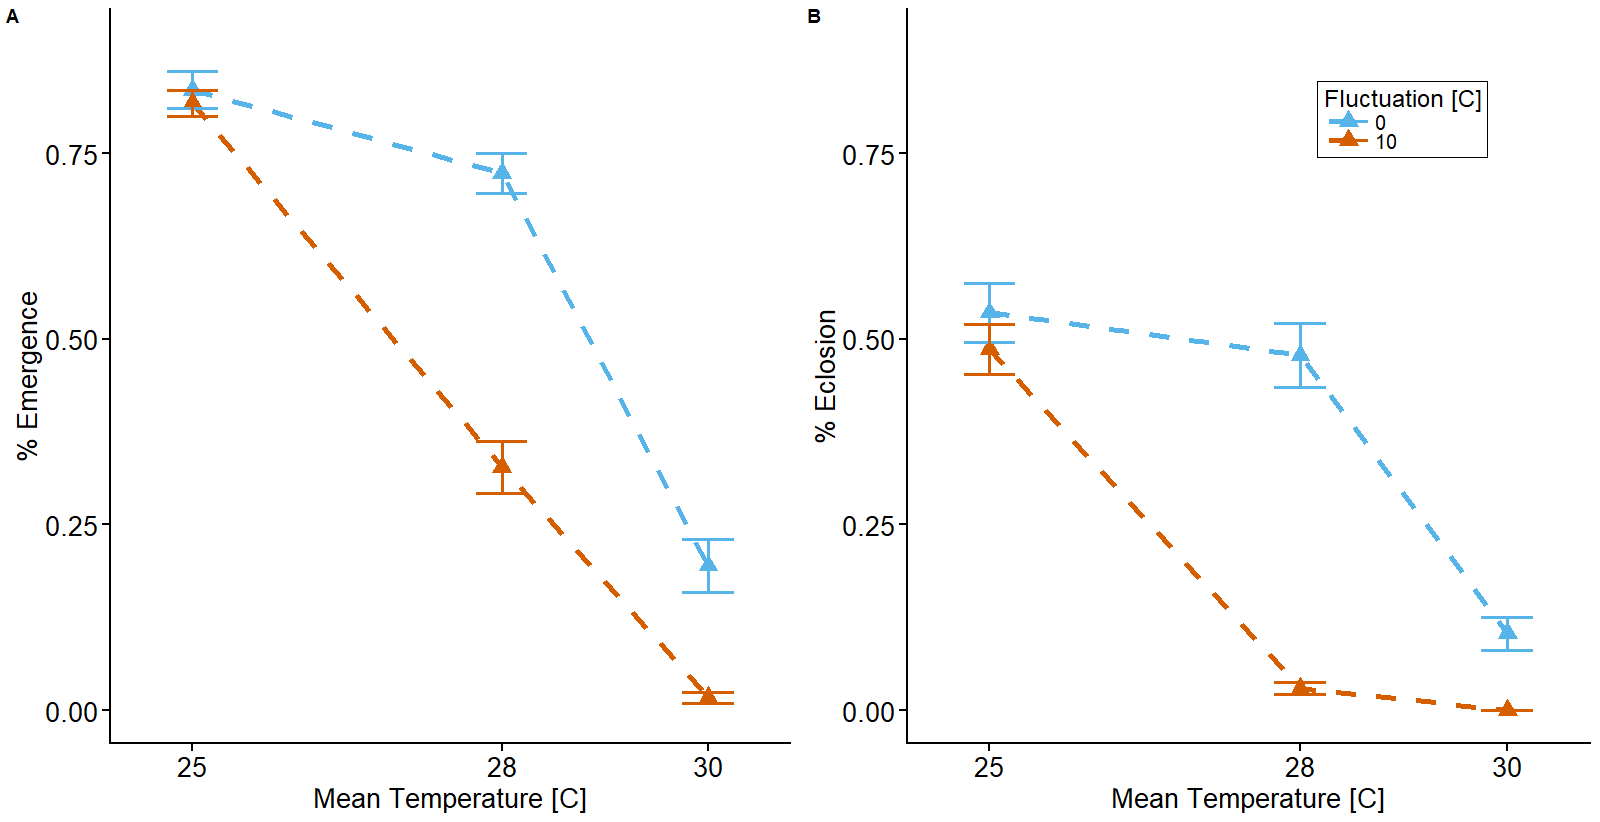 A
% Emergence
0.75
0.50
0.25
0.00
25 28 30
Mean Temperature [C]
B
% Eclosion
0.75
0.50
0.25
0.00
25 28 30
Mean Temperature [C]
Fluctuation [C]
0
10